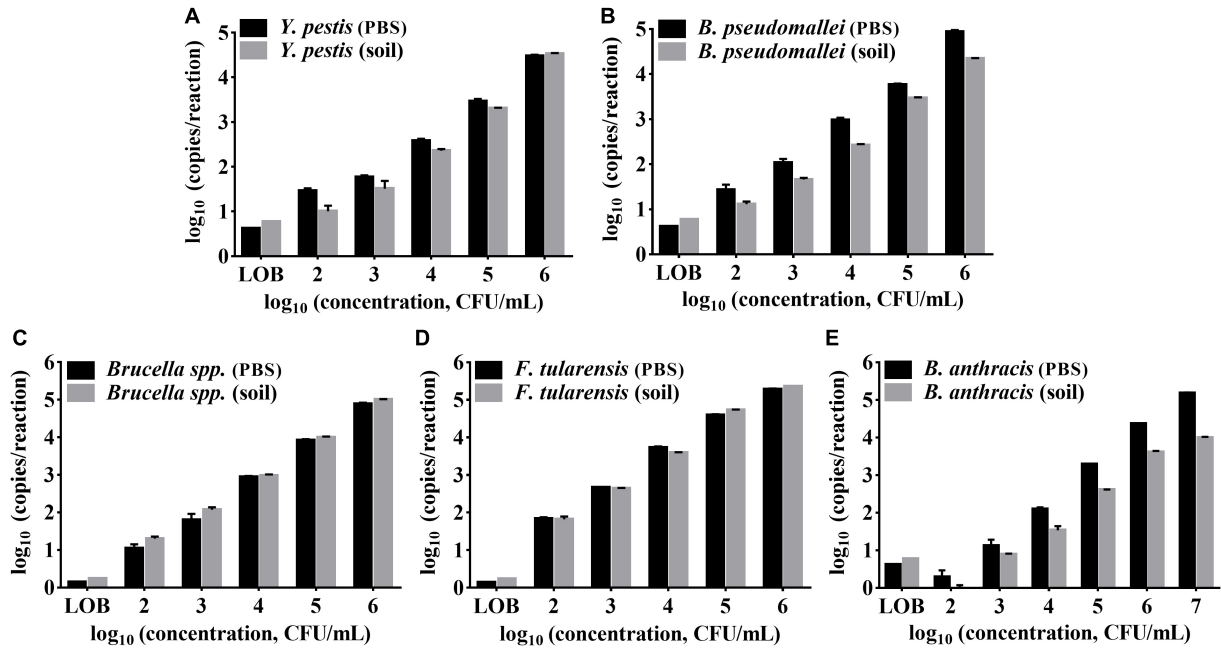 A
Y. pestis (PBS)
Y. pestis (soil)
log10 (copies/reaction)
5
4
3
2
1
0
LOB 2 3 4 5 6
log10 (concentration, CFU/mL)
B
B. pseudomallei (PBS)
B. pseudomallei (soil)
log10 (copies/reaction)
5
4
3
2
1
0
LOB 2 3 4 5 6
log10 (concentration, CFU/mL)
C
Brucella spp. (PBS)
Brucella spp. (soil)
log10 (copies/reaction)
6
5
4
3
2
1
0
LOB 2 3 4 5 6
log10 (concentration, CFU/mL)
D
F. tularensis (PBS)
F. tularensis (soil)
log10 (copies/reaction)
6
5
4
3
2
1
0
LOB 2 3 4 5 6
log10 (concentration, CFU/mL)
E
B. anthracis (PBS)
B. anthracis (soil)
log10 (copies/reaction)
6
5
4
3
2
1
0
LOB 2 3 4 5 6 7
log10 (concentration, CFU/mL)